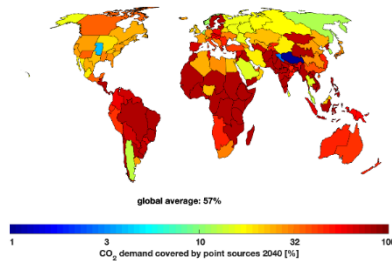 global average: 57%
1 3 10 32 100
CO₂ demand covered by point sources 2040 [%]